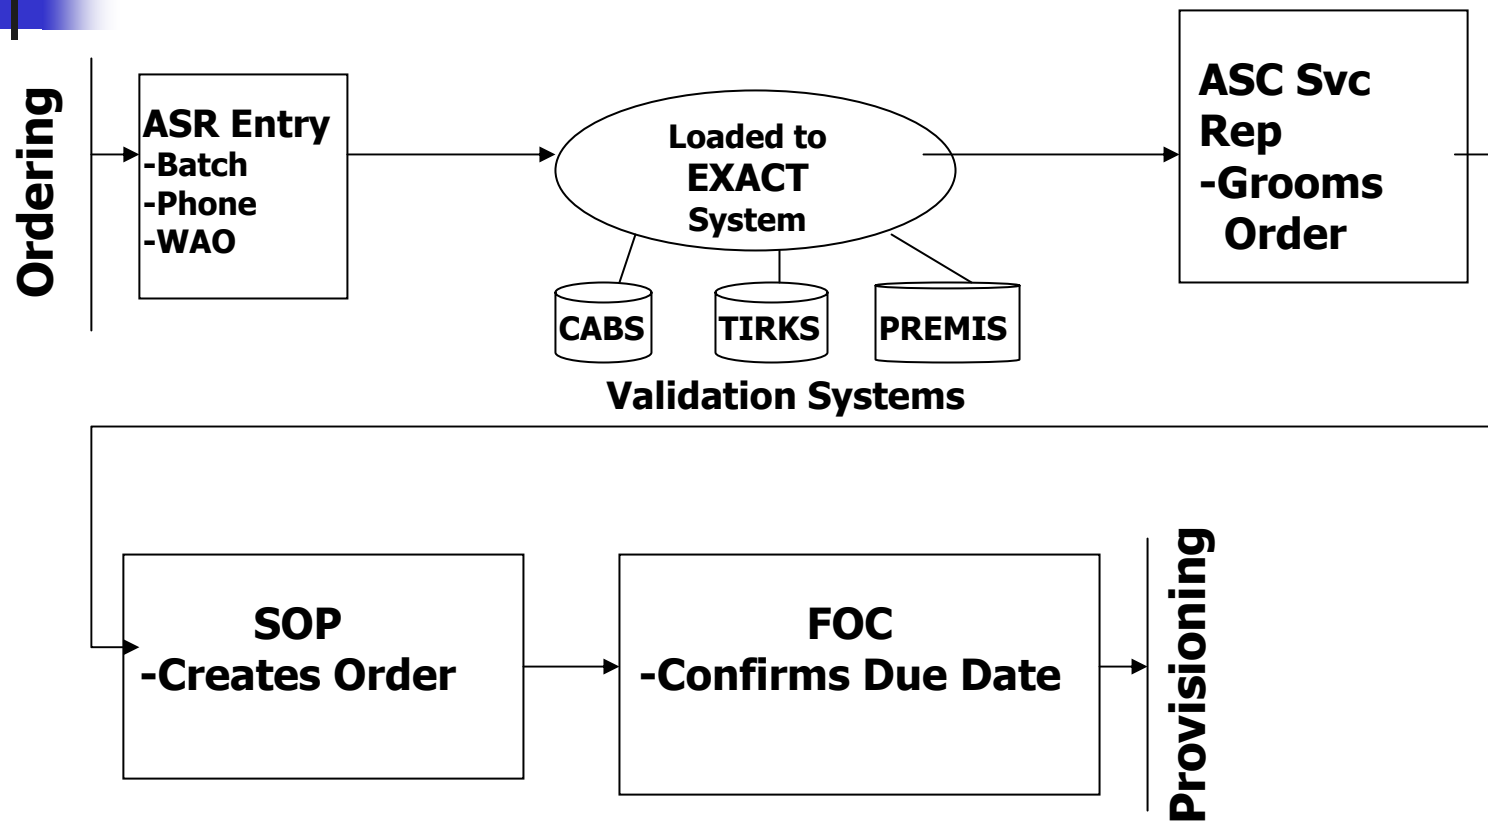 Ordering
ASR Entry
-Batch
-Phone
-WAO
Loaded to
EXACT
System
ASC Svc
Rep
-Grooms
Order
CABS
TIRKS
PREMIS
Validation Systems
SOP
-Creates Order
FOC
-Confirms Due Date
Provisioning